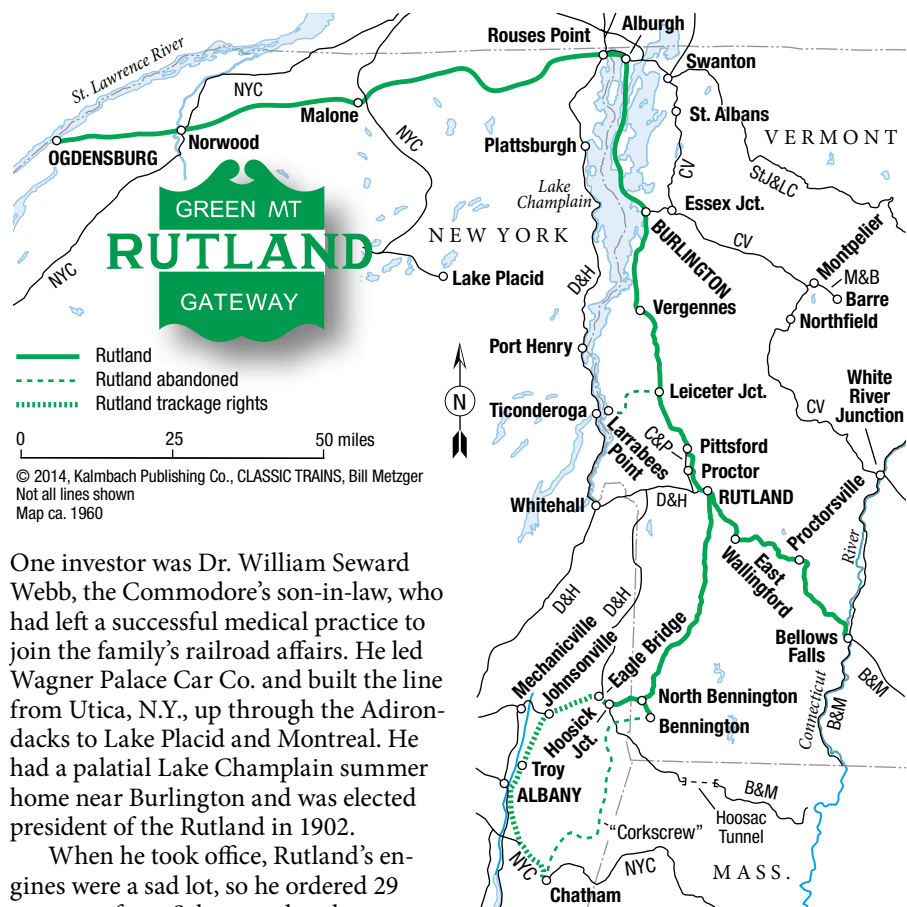 Rouses Point
Alburgh
Swanton
St. Lawrence River
NYC
Malone
St. Albans
NYC
VERMONT
OGDENSBURG
Norwood
Plattsburgh
CV
StJ&LC
Lake
Champlain
Essex Jct.
GREEN MT
RUTLAND
GATEWAY
NEW YORK
BURLINGTON
CV
Montpelier
NYC
Lake Placid
D&H
M&B
Barre
Vergennes
Northfield
Port Henry
White
River
Junction
Rutland
Rutland abandoned
Rutland trackage rights
N
Leiceter Jct.
Ticonderoga
Larrabees
Point
C&P
CV
0 25 50 miles
Pittsford
Proctor
© 2014, Kalmbach Publishing Co., CLASSIC TRAINS, Bill Metzger
Not all lines shown
Map ca. 1960
Whitehall
D&H
RUTLAND
Proctorsville
East
Wallingford
River
Bellows
Falls
D&H
D&H
Mechanicville
Johnsonville
Eagle Bridge
B&M
B&M
Connecticut
North Bennington
Bennington
Hoosick
Jct.
Troy
ALBANY
B&M
Hoosac
Tunnel
"Corkscrew"
NYC
NYC
MASS.
Chatham
One investor was Dr. William Seward
Webb, the Commodore's son-in-law, who
had left a successful medical practice to
join the family's railroad affairs. He led
Wagner Palace Car Co. and built the line
from Utica, N.Y., up through the Adiron-
dacks to Lake Placid and Montreal. He
had a palatial Lake Champlain summer
home near Burlington and was elected
president of the Rutland in 1902.
When he took office, Rutland's en-
gines were a sad lot, so he ordered 29